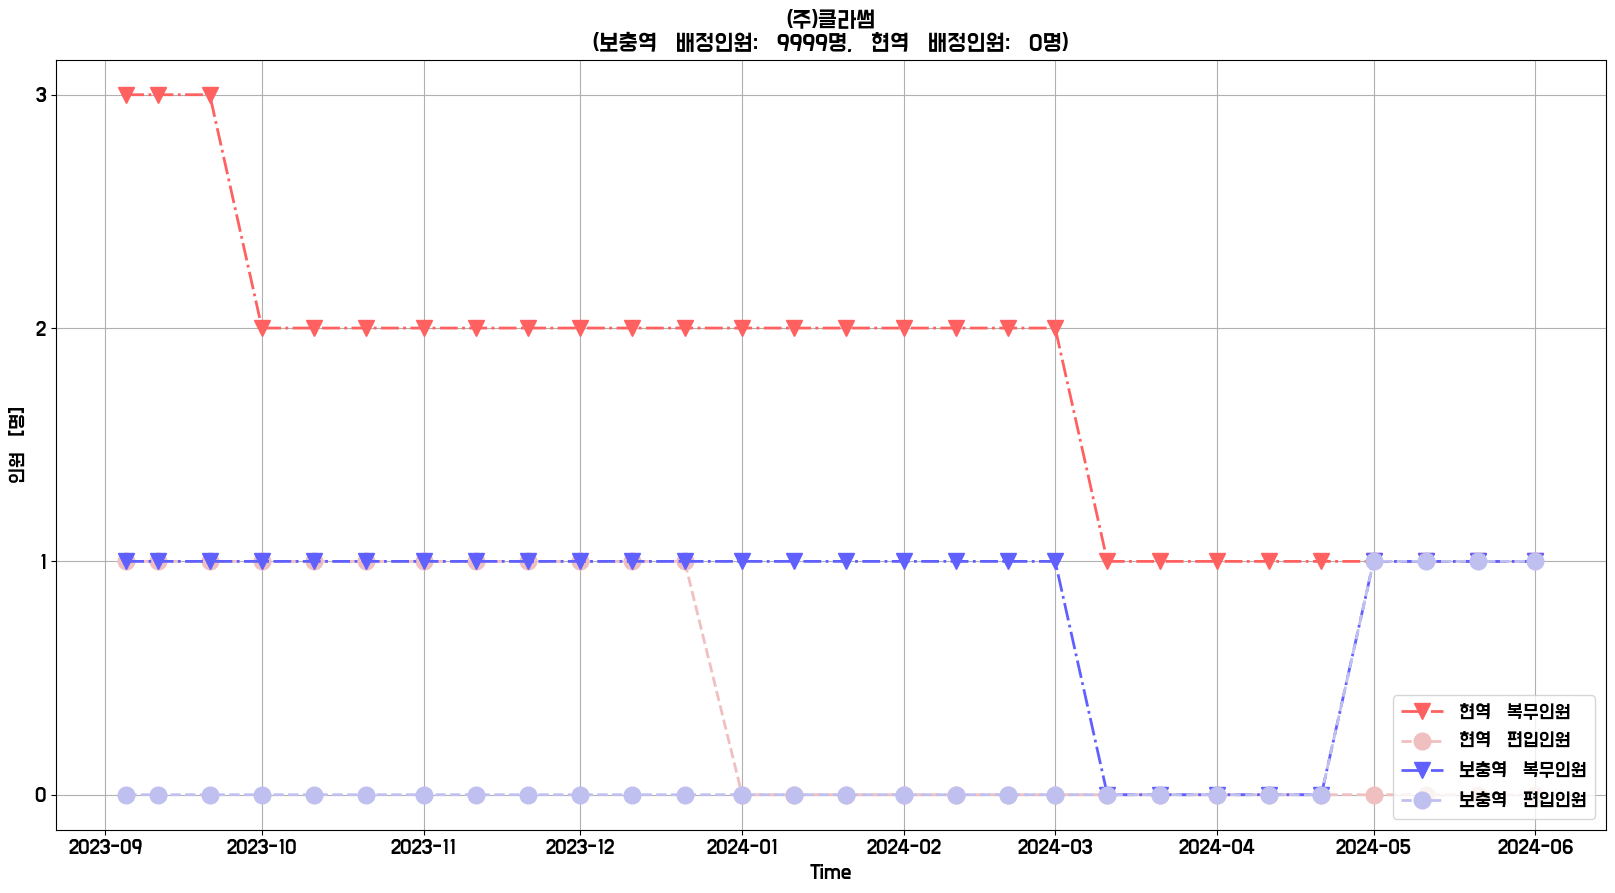 (주)클라썸
(보충역 배정인원: 9999명, 현역 배정인원: 0명)
3
2
1
0
인원 [명]
현역 복무인원
현역 편입인원
보충역 복무인원
보충역 편입인원
2023-09 2023-10 2023-11 2023-12 2024-01 2024-02 2024-03 2024-04 2024-05 2024-06
Time